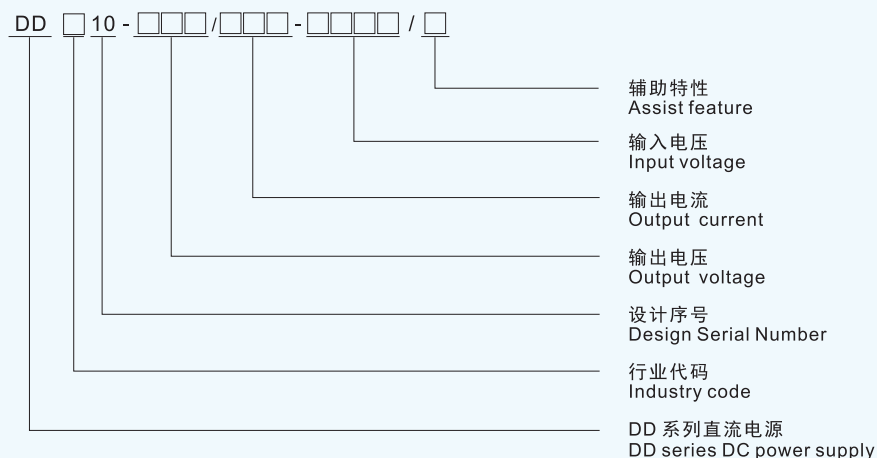 DD □10-□□□/□□□-□□□□/□
辅助特性
Assist feature
输入电压
Input voltage
输出电流
Output current
输出电压
Output voltage
设计序号
Design Serial Number
行业代码
Industry code
DD 系列直流电源
DD series DC power supply